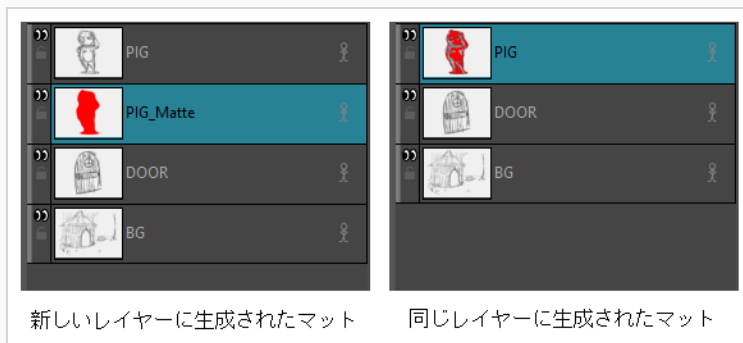 PIG
PIG_Matte
DOOR
BG
新しいレイヤーに生成されたマット
PIG
DOOR
BG
同じレイヤーに生成されたマット